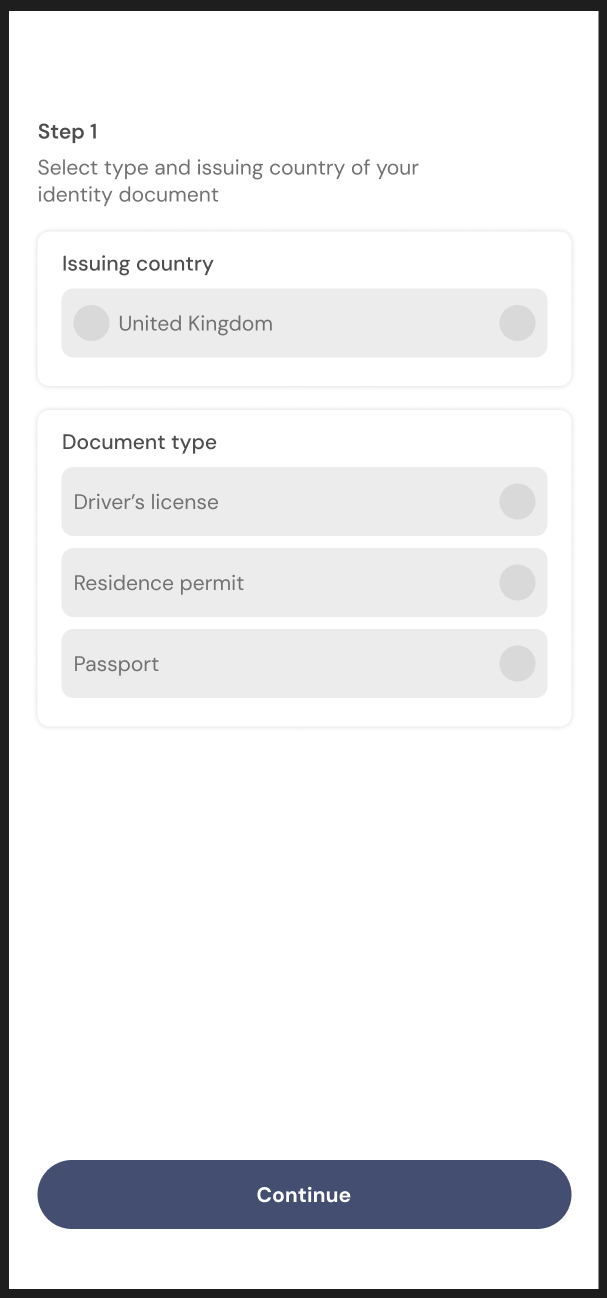 Step 1
Select type and issuing country of your
identity document
Issuing country
United Kingdom
Document type
Driver’s license
Residence permit
Passport
Continue